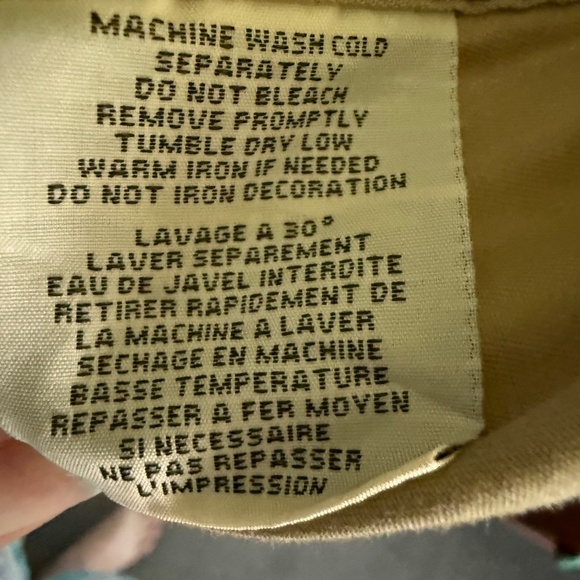 MACHINE WASH COLD
SEPARATELY
DO NOT BLEACH
REMOVE PROMPTLY
TUMBLE DRY LOW
WARM IRON IF NEEDED
DO NOT IRON DECORATION
LAVAGE A 30°
LAVER SEPAREMENT
EAU DE JAVEL INTERDITE
RETIRER RAPIDEMENT DE
LA MACHINE A LAVER
SECHAGE EN MACHINE
BASSE TEMPERATURE
REPASSER A FER MOYEN
SI NECESSAIRE
NE PAS REPASSER
L'IMPRESSION